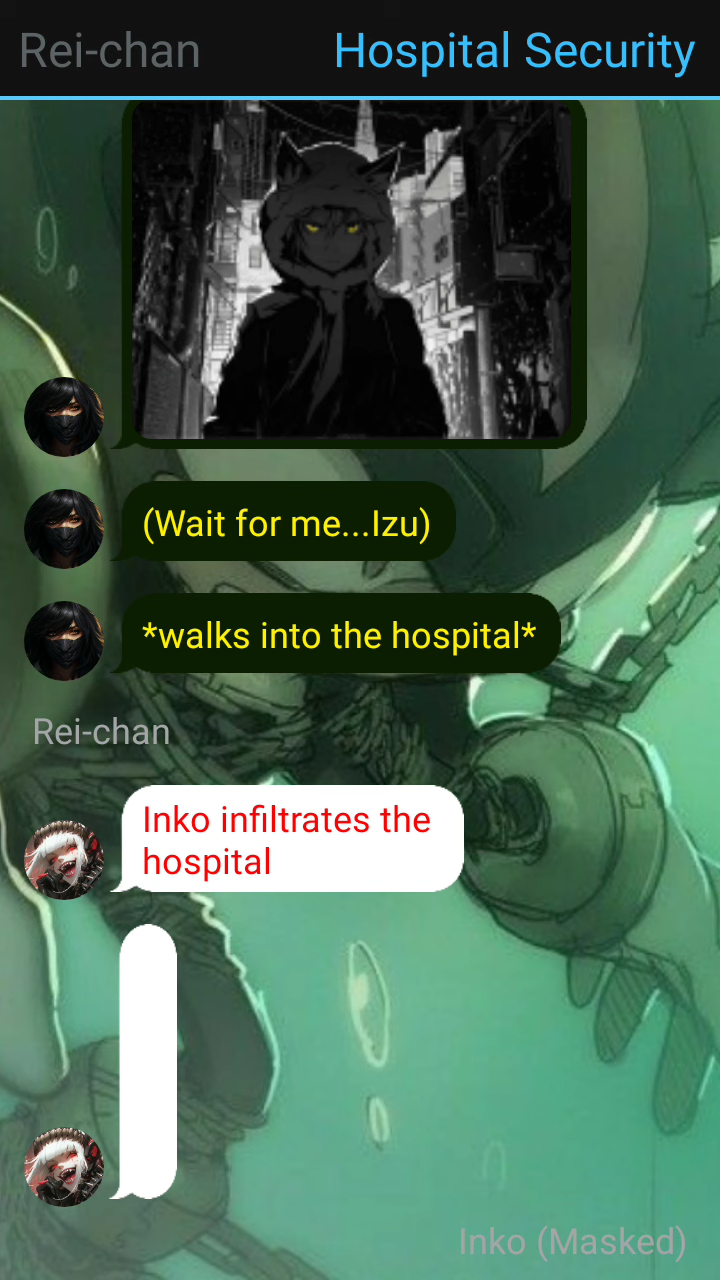 Rei-chan
Hospital Security
(Wait for me...Izu)
*walks into the hospital*
Rei-chan
Inko infiltrates the
hospital
Inko (Masked)